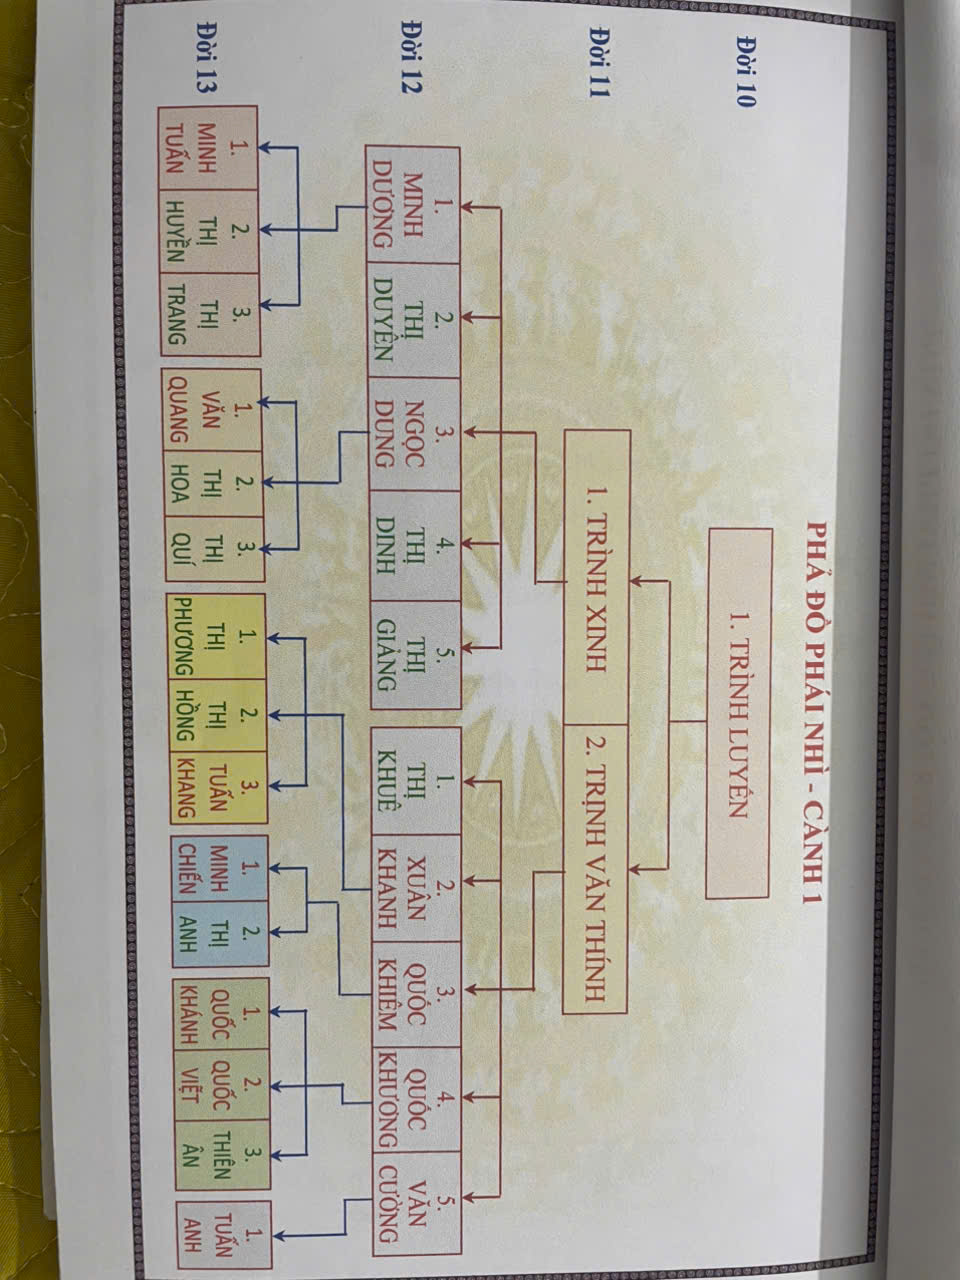 PHẢ ĐỒ PHÁI NHÌ - CÀNH 1
Đời 10
1. TRÌNH LUYẾN
Đời 11
1. TRÌNH XINH
2. TRỊNH VĂN THÍNH
Đời 12
1.
MINH
DƯƠNG
2.
THỊ
DUYÊN
3.
NGỌC
DUNG
4.
THỊ
DINH
5.
THỊ
GIẢNG
1.
THỊ
KHUÊ
2.
XUÂN
KHANH
3.
QUỐC
KHIÊM
4.
QUỐC
KHƯƠNG
5.
VĂN
CƯỜNG
Đời 13
1.
MINH
TUẤN
2.
THỊ
HUYỀN
3.
THỊ
TRANG
1.
VĂN
QUANG
2.
THỊ
HOA
3.
THỊ
QUÍ
1.
THỊ
PHƯƠNG
2.
THỊ
HỒNG
3.
TUẤN
KHANG
1.
MINH
CHIẾN
2.
THỊ
ANH
1.
QUỐC
KHÁNH
2.
QUỐC
VIỆT
3.
THIÊN
ÂN
1.
TUẤN
ANH